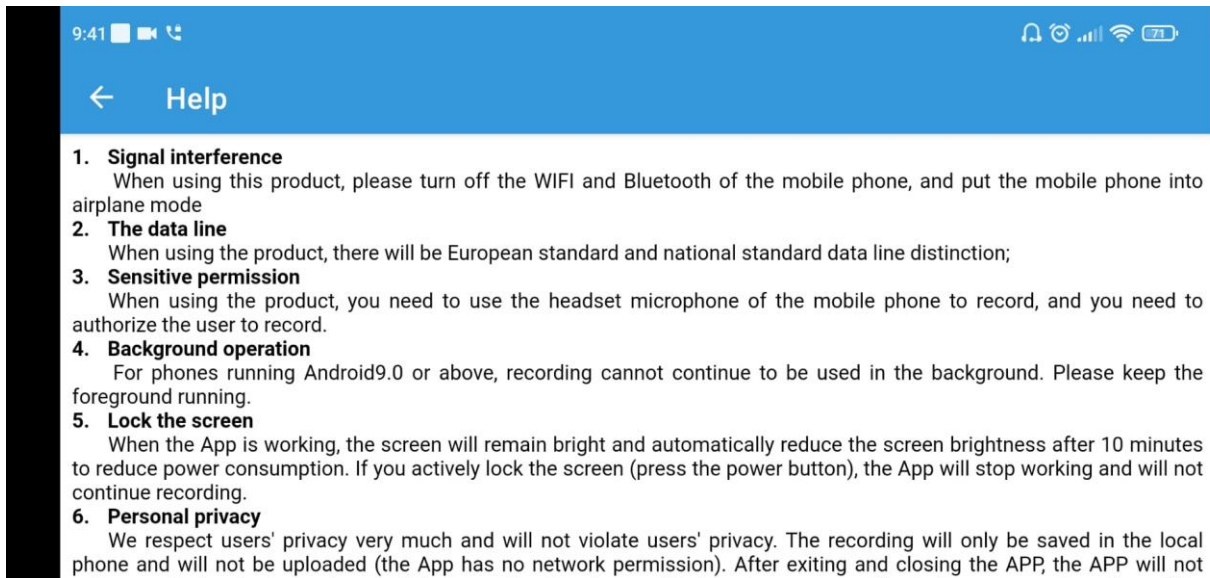 9:41
71
Help
1. Signal interference
When using this product, please turn off the WIFI and Bluetooth of the mobile phone, and put the mobile phone into
airplane mode
2. The data line
When using the product, there will be European standard and national standard data line distinction;
3. Sensitive permission
When using the product, you need to use the headset microphone of the mobile phone to record, and you need to
authorize the user to record.
4. Background operation
For phones running Android9.0 or above, recording cannot continue to be used in the background. Please keep the
foreground running.
5. Lock the screen
When the App is working, the screen will remain bright and automatically reduce the screen brightness after 10 minutes
to reduce power consumption. If you actively lock the screen (press the power button), the App will stop working and will not
continue recording.
6. Personal privacy
We respect users' privacy very much and will not violate users' privacy. The recording will only be saved in the local
phone and will not be uploaded (the App has no network permission). After exiting and closing the APP, the APP will not